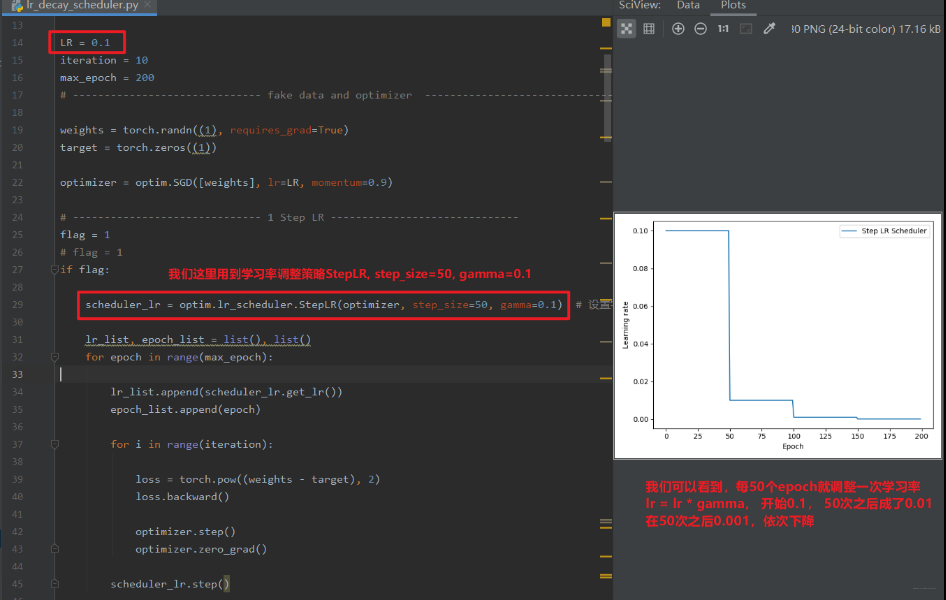 lr_decay_scheduler.py
SciView: Data Plots
1:1 30 PNG (24-bit color) 17.16 kB
13
14 LR = 0.1
15 iteration = 10
16 max_epoch = 200
17 # ------------------------------ fake data and optimizer ------------------------------
18
19 weights = torch.randn((1), requires_grad=True)
20 target = torch.zeros((1))
21
22 optimizer = optim.SGD([weights], lr=LR, momentum=0.9)
23
24 # ------------------------------ 1 Step LR ------------------------------
25 flag = 1
26 # flag = 1
27 if flag:
我们这里用到学习率调整策略StepLR, step_size=50, gamma=0.1
28
29 scheduler_lr = optim.lr_scheduler.StepLR(optimizer, step_size=50, gamma=0.1) # 设置
30
31 lr_list, epoch_list = list(), list()
32 for epoch in range(max_epoch):
33
34 lr_list.append(scheduler_lr.get_lr())
35 epoch_list.append(epoch)
36
37 for i in range(iteration):
38
39 loss = torch.pow((weights - target), 2)
40 loss.backward()
41
42 optimizer.step()
43 optimizer.zero_grad()
44
45 scheduler_lr.step()
Step LR Scheduler
0.10
0.08
0.06
0.04
0.02
0.00
Learning rate
0 25 50 75 100 125 150 175 200
Epoch
我们可以看到，每50个epoch就调整一次学习率
lr = lr * gamma， 开始0.1， 50次之后成了0.01
在50次之后0.001，依次下降